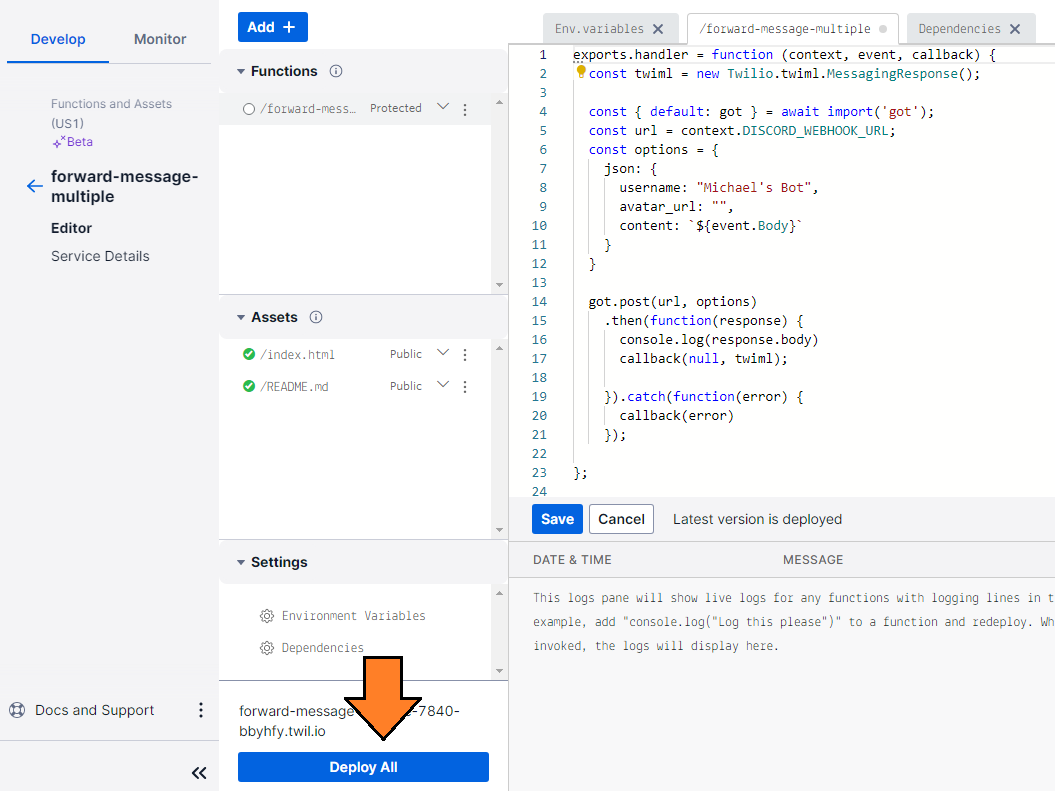 Develop
Monitor
Functions and Assets
(US1)
Beta
forward-message-
multiple
Editor
Service Details
Docs and Support
Add +
Functions
/forward-mess…
Protected
Assets
/index.html
Public
/README.md
Public
Settings
Environment Variables
Dependencies
forward-message
-7840-
bbyhfy.twil.io
Deploy All
Env.variables
/forward-message-multiple
Dependencies
1 exports.handler = function (context, event, callback) {
2 const twiml = new Twilio.twiml.MessagingResponse();
3
4 const { default: got } = await import('got');
5 const url = context.DISCORD_WEBHOOK_URL;
6 const options = {
7 json: {
8 username: "Michael's Bot",
9 avatar_url: "",
10 content: `${event.Body}`
11 }
12 }
13
14 got.post(url, options)
15 .then(function(response) {
16 console.log(response.body)
17 callback(null, twiml);
18
19 }).catch(function(error) {
20 callback(error)
21 });
22
23 };
24
Save
Cancel
Latest version is deployed
DATE & TIME
MESSAGE
This logs pane will show live logs for any functions with logging lines in t
example, add "console.log("Log this please")" to a function and redeploy. Wh
invoked, the logs will display here.